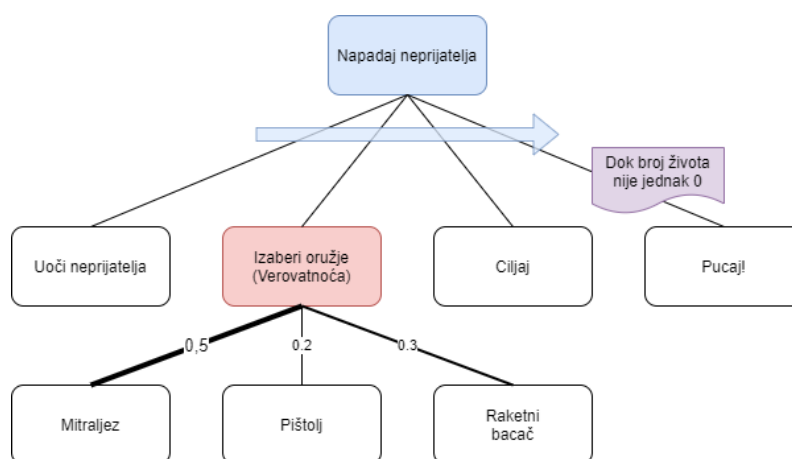 Napadaj neprijatelja
Dok broj života
nije jednak 0
Uoči neprijatelja
Izaberi oružje
(Verovatnoća)
Ciljaj
Pucaj!
0,5
0.2
0.3
Mitraljez
Pištolj
Raketni
bacač